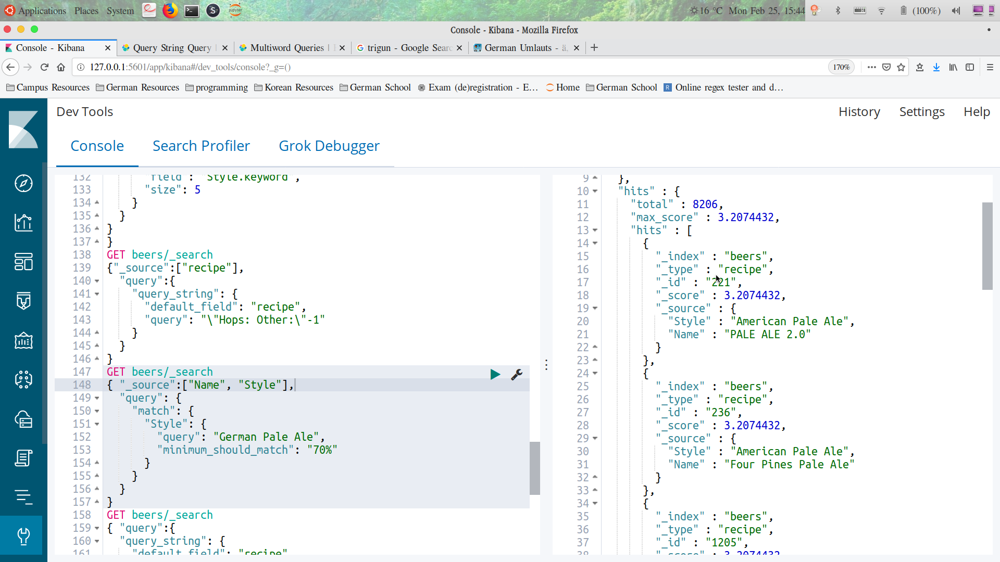 Applications Places System
16 °C Mon Feb 25, 15:44 (100%)
Console - Kibana - Mozilla Firefox
Console - Kibana
Query String Query
Multiword Queries |
trigun - Google Sear
German Umlauts - ä,
127.0.0.1:5601/app/kibana#/dev_tools/console?_g=()
170%
Campus Resources German Resources programming Korean Resources German School Exam (de)registration - E… Home German School Online regex tester and d…
Dev Tools
History Settings Help
Console Search Profiler Grok Debugger
132 "field": "Style.keyword",
133 "size": 5
134 }
135 }
136 }
137 }
138 GET beers/_search
139 {"_source":["recipe"],
140 "query":{
141 "query_string": {
142 "default_field": "recipe",
143 "query": "\"Hops: Other:\"-1"
144 }
145 }
146 }
147 GET beers/_search
148 { "_source":["Name", "Style"],
149 "query": {
150 "match": {
151 "Style": {
152 "query": "German Pale Ale",
153 "minimum_should_match": "70%"
154 }
155 }
156 }
157 }
158 GET beers/_search
159 { "query":{
160 "query_string": {
161 "default_field": "recipe"
9 },
10 "hits" : {
11 "total" : 8206,
12 "max_score" : 3.2074432,
13 "hits" : [
14 {
15 "_index" : "beers",
16 "_type" : "recipe",
17 "_id" : "221",
18 "_score" : 3.2074432,
19 "_source" : {
20 "Style" : "American Pale Ale",
21 "Name" : "PALE ALE 2.0"
22 }
23 },
24 {
25 "_index" : "beers",
26 "_type" : "recipe",
27 "_id" : "236",
28 "_score" : 3.2074432,
29 "_source" : {
30 "Style" : "American Pale Ale",
31 "Name" : "Four Pines Pale Ale"
32 }
33 },
34 {
35 "_index" : "beers",
36 "_type" : "recipe",
37 "_id" : "1205",
38 "_score" : 3.2074432